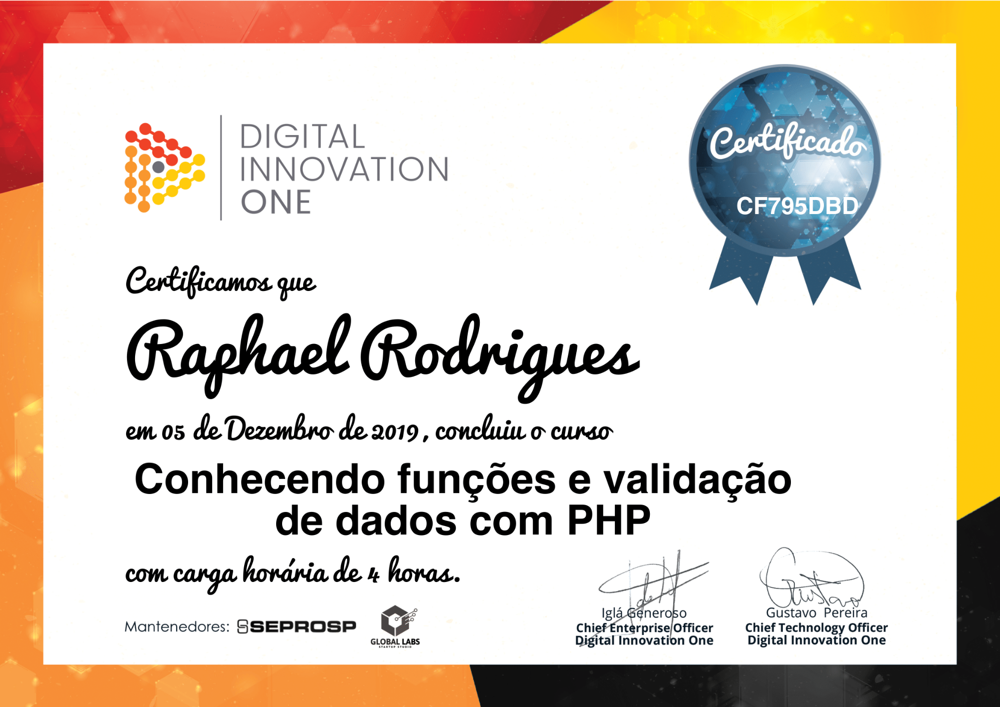 DIGITAL
INNOVATION
ONE
Certificado
CF795DBD
Certificamos que
Raphael Rodrigues
em 05 de Dezembro de 2019, concluiu o curso
Conhecendo funções e validação
de dados com PHP
com carga horária de 4 horas.
Mantenedores: SEPROSP
GLOBAL LABS
STARTUP STUDIO
Iglá Generoso
Chief Enterprise Officer
Digital Innovation One
Gustavo
Gustavo Pereira
Chief Technology Officer
Digital Innovation One